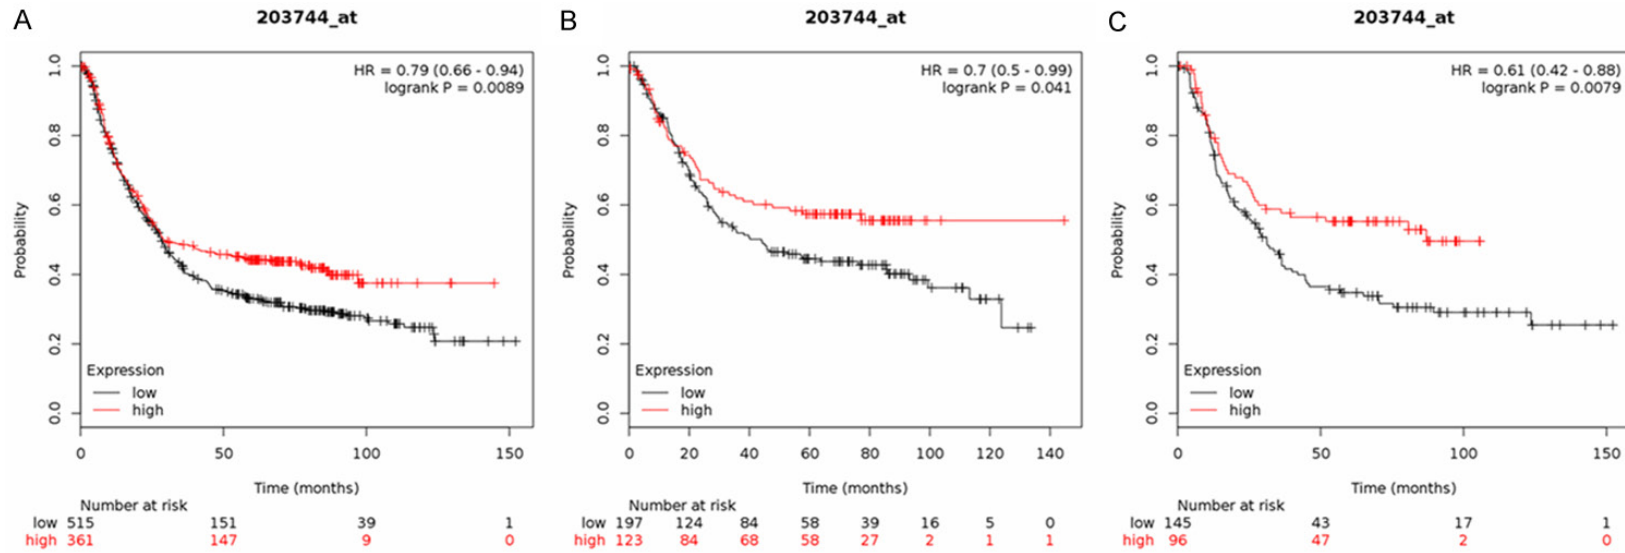 A
203744_at
HR = 0.79 (0.66 - 0.94)
logrank P = 0.0089
Probability
1.0
0.8
0.6
0.4
0.2
0.0
Expression
low
high
0 50 100 150
Time (months)
Number at risk
low 515 151 39 1
high 361 147 9 0
B
203744_at
HR = 0.7 (0.5 - 0.99)
logrank P = 0.041
Probability
1.0
0.8
0.6
0.4
0.2
0.0
Expression
low
high
0 20 40 60 80 100 120 140
Time (months)
Number at risk
low 197 124 84 58 39 16 5 0
high 123 84 68 58 27 2 1 1
C
203744_at
HR = 0.61 (0.42 - 0.88)
logrank P = 0.0079
Probability
1.0
0.8
0.6
0.4
0.2
0.0
Expression
low
high
0 50 100 150
Time (months)
Number at risk
low 145 43 17 1
high 96 47 2 0